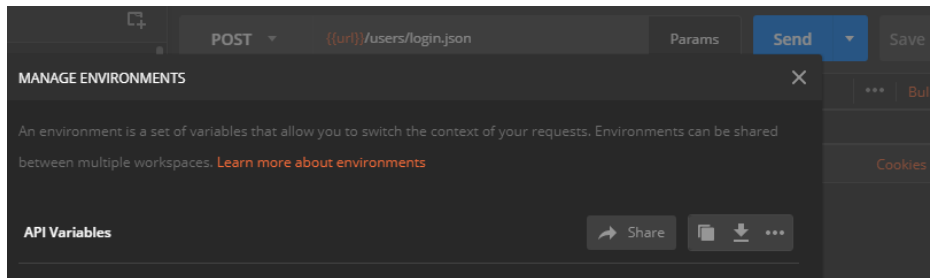 POST {{url}}/users/login.json Params Send Save
MANAGE ENVIRONMENTS
••• Bul
An environment is a set of variables that allow you to switch the context of your requests. Environments can be shared
between multiple workspaces. Learn more about environments
Cookies
API Variables Share •••